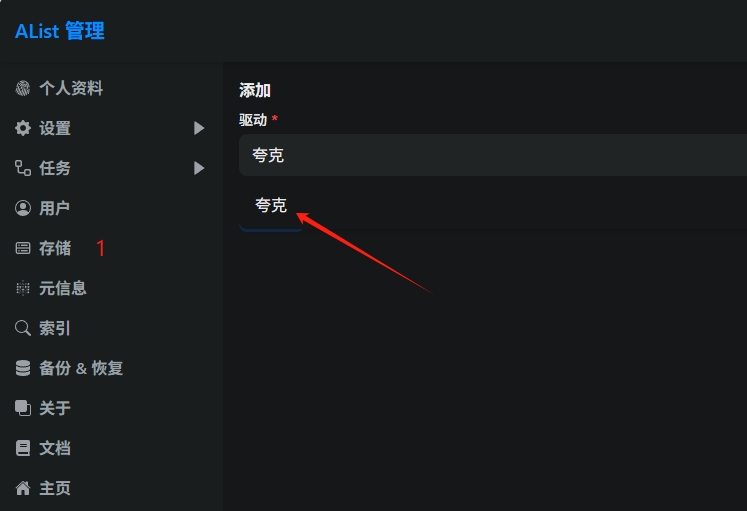 AList 管理
个人资料
设置
任务
用户
存储 1
元信息
索引
备份 & 恢复
关于
文档
主页
添加
驱动 *
夸克
夸克